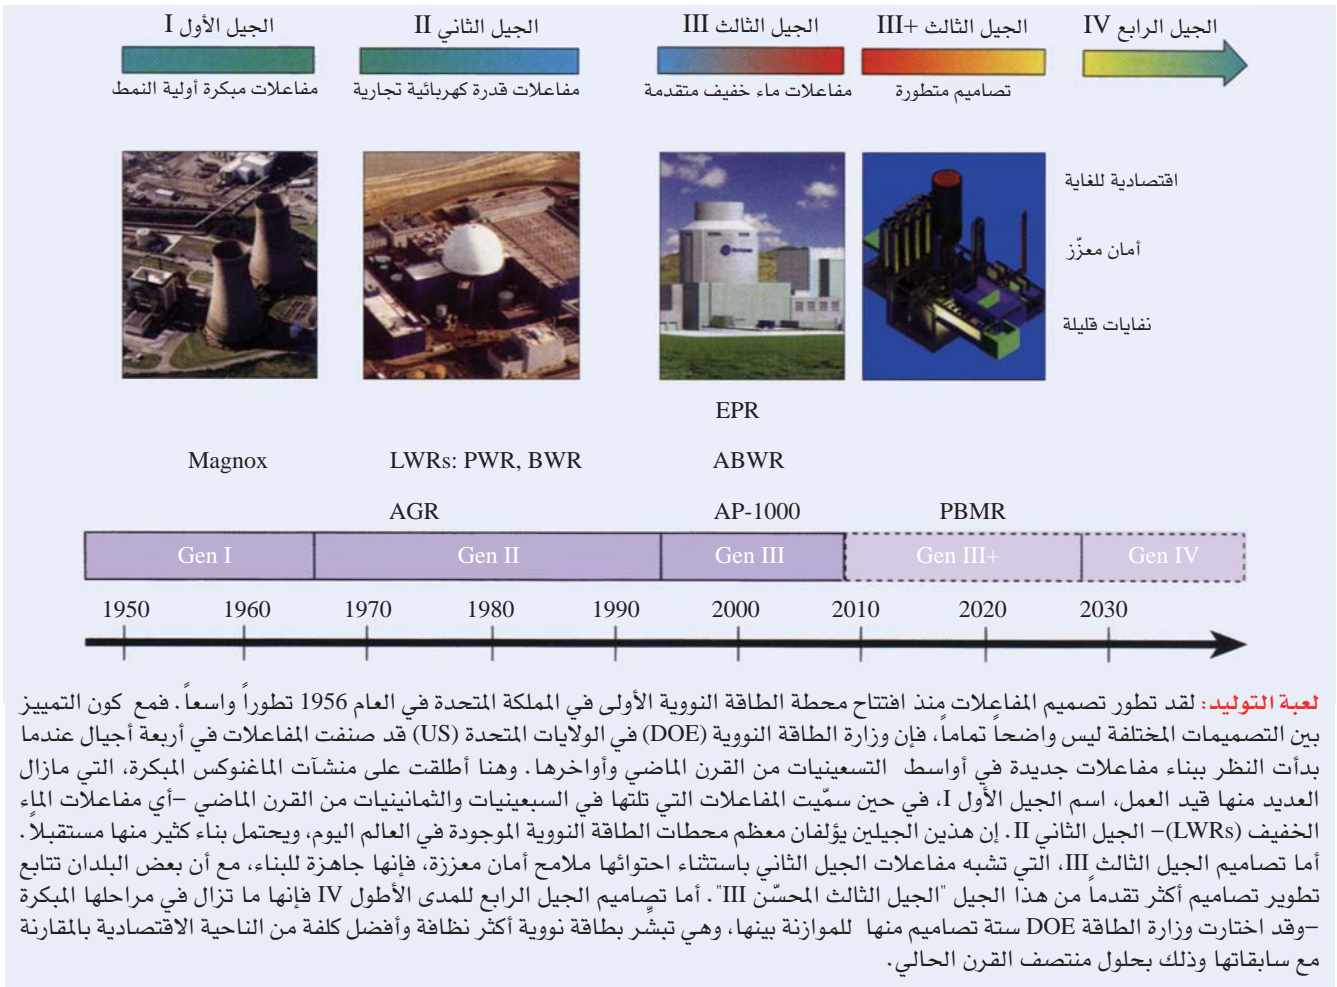 الجيل الأول I
الجيل الثاني II
الجيل الثالث III
الجيل الثالث +III
الجيل الرابع IV
مفاعلات مبكرة أولية النمط
مفاعلات قدرة كهربائية تجارية
مفاعلات ماء خفيف متقدمة
تصاميم متطورة
اقتصادية للغاية
أمان معزّز
نفايات قليلة
EPR
Magnox
LWRs: PWR, BWR
ABWR
AGR
AP-1000
PBMR
Gen I
Gen II
Gen III
Gen III+
Gen IV
1950 1960 1970 1980 1990 2000 2010 2020 2030
لعبة التوليد: لقد تطور تصميم المفاعلات منذ افتتاح محطة الطاقة النووية الأولى في المملكة المتحدة في العام 1956 تطوراً واسعاً. فمع كون التمييز
بين التصميمات المختلفة ليس واضحاً تماماً، فإن وزارة الطاقة النووية (DOE) في الولايات المتحدة (US) قد صنفت المفاعلات في أربعة أجيال عندما
بدأت النظر ببناء مفاعلات جديدة في أواسط التسعينيات من القرن الماضي وأواخرها. وهنا أطلقت على منشآت الماغنوكس المبكرة، التي مازال
العديد منها قيد العمل، اسم الجيل الأول I، في حين سمّيت المفاعلات التي تلتها في السبعينيات والثمانينيات من القرن الماضي –أي مفاعلات الماء
الخفيف (LWRs)– الجيل الثاني II. إن هذين الجيلين يؤلفان معظم محطات الطاقة النووية الموجودة في العالم اليوم، ويحتمل بناء كثير منها مستقبلاً.
أما تصاميم الجيل الثالث III، التي تشبه مفاعلات الجيل الثاني باستثناء احتوائها ملامح أمان معززة، فإنها جاهزة للبناء، مع أن بعض البلدان تتابع
تطوير تصاميم أكثر تقدماً من هذا الجيل "الجيل الثالث المحسّن III". أما تصاميم الجيل الرابع للمدى الأطول IV فإنها ما تزال في مراحلها المبكرة
–وقد اختارت وزارة الطاقة DOE ستة تصاميم منها للموازنة بينها، وهي تبشّر بطاقة نووية أكثر نظافة وأفضل كلفة من الناحية الاقتصادية بالمقارنة
مع سابقاتها وذلك بحلول منتصف القرن الحالي.